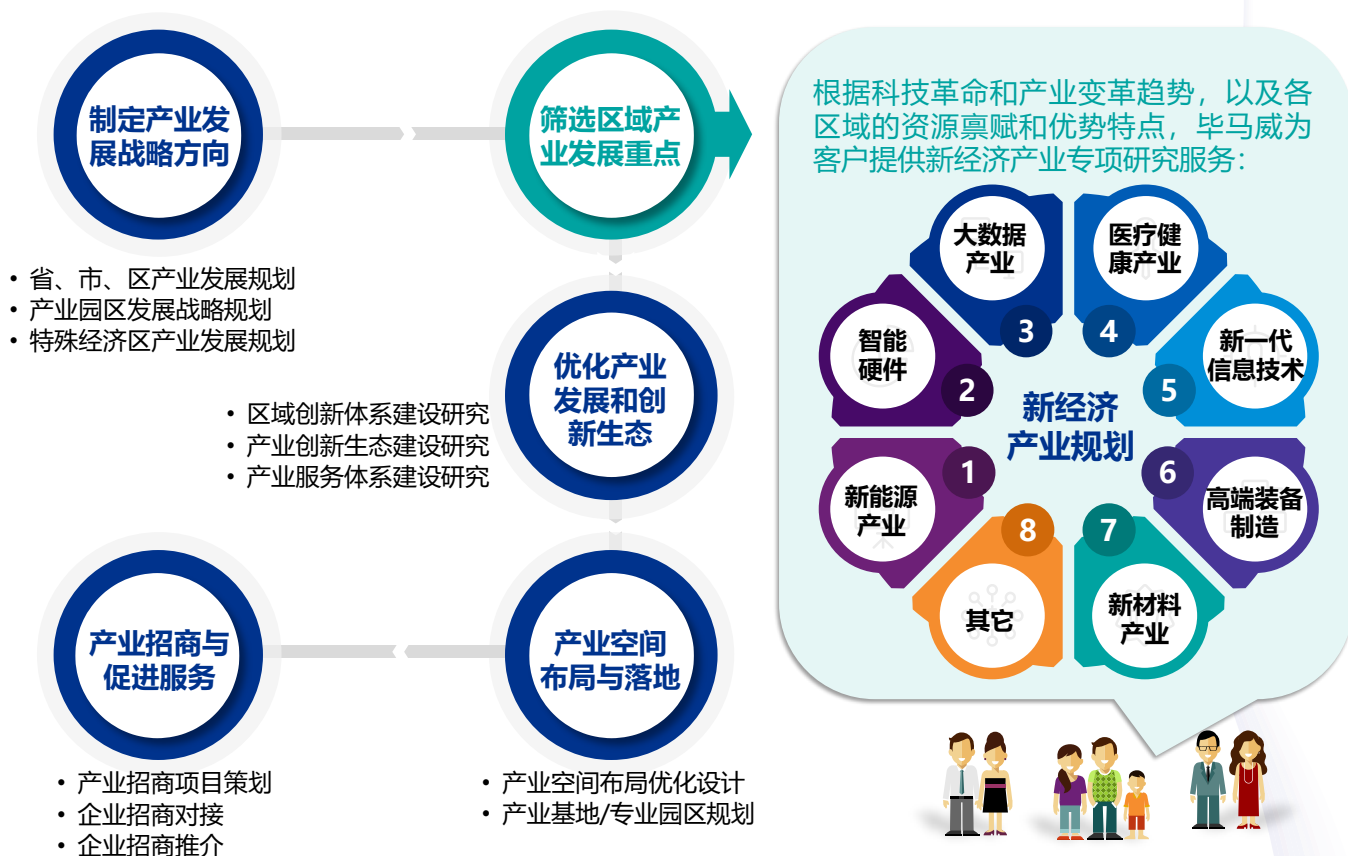 制定产业发
展战略方向
• 省、市、区产业发展规划
• 产业园区发展战略规划
• 特殊经济区产业发展规划
筛选区域产
业发展重点
优化产业
发展和创
新生态
• 区域创新体系建设研究
• 产业创新生态建设研究
• 产业服务体系建设研究
产业空间
布局与落地
• 产业空间布局优化设计
• 产业基地/专业园区规划
产业招商与
促进服务
• 产业招商项目策划
• 企业招商对接
• 企业招商推介
根据科技革命和产业变革趋势，以及各
区域的资源禀赋和优势特点，毕马威为
客户提供新经济产业专项研究服务：
新经济
产业规划
1
新能源
产业
2
智能
硬件
3
大数据
产业
4
医疗健
康产业
5
新一代
信息技术
6
高端装备
制造
7
新材料
产业
8
其它